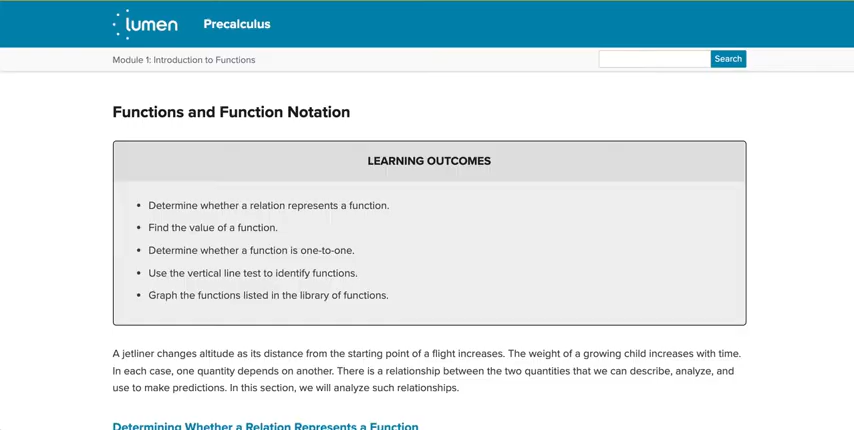 lumen Precalculus
Module 1: Introduction to Functions
Search
Functions and Function Notation
LEARNING OUTCOMES
• Determine whether a relation represents a function.
• Find the value of a function.
• Determine whether a function is one-to-one.
• Use the vertical line test to identify functions.
• Graph the functions listed in the library of functions.
A jetliner changes altitude as its distance from the starting point of a flight increases. The weight of a growing child increases with time.
In each case, one quantity depends on another. There is a relationship between the two quantities that we can describe, analyze, and
use to make predictions. In this section, we will analyze such relationships.
Determining Whether a Relation Represents a Function